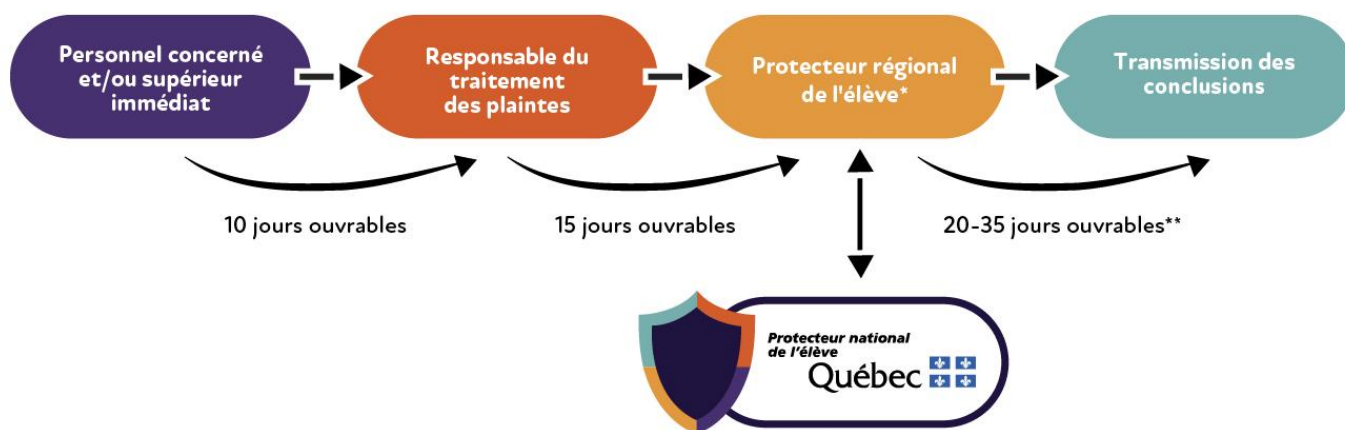 Personnel concerné
et/ou supérieur
immédiat
Responsable du
traitement
des plaintes
Protecteur régional
de l'élève*
Transmission des
conclusions
10 jours ouvrables
15 jours ouvrables
20-35 jours ouvrables**
Protecteur national
de l'élève
Québec